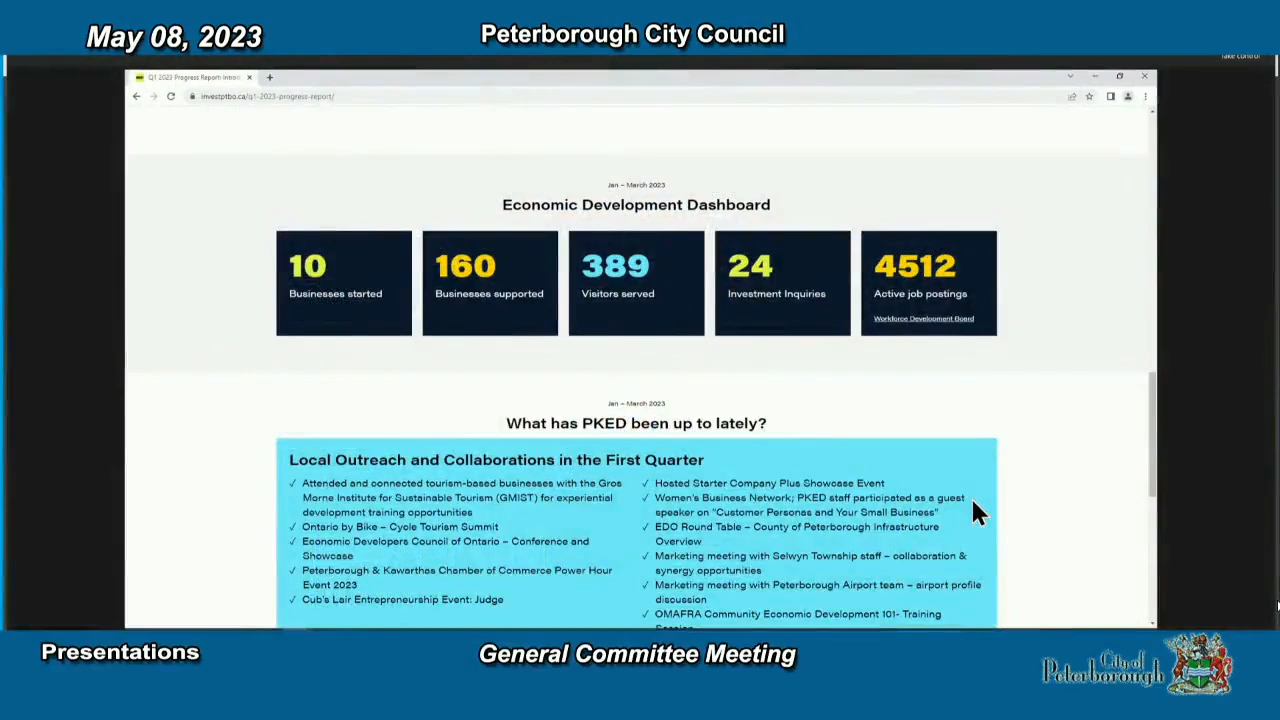 May 08, 2023
Peterborough City Council
Take Control
Q1 2023 Progress Report: Introd
investptbo.ca/q1-2023-progress-report/
Jan – March 2023
Economic Development Dashboard
10
Businesses started
160
Businesses supported
389
Visitors served
24
Investment Inquiries
4512
Active job postings
Workforce Development Board
Jan – March 2023
What has PKED been up to lately?
Local Outreach and Collaborations in the First Quarter
✓ Attended and connected tourism-based businesses with the Gros
Morne Institute for Sustainable Tourism (GMIST) for experiential
development training opportunities
✓ Ontario by Bike – Cycle Tourism Summit
✓ Economic Developers Council of Ontario – Conference and
Showcase
✓ Peterborough & Kawarthas Chamber of Commerce Power Hour
Event 2023
✓ Cub's Lair Entrepreneurship Event: Judge
✓ Hosted Starter Company Plus Showcase Event
✓ Women's Business Network; PKED staff participated as a guest
speaker on "Customer Personas and Your Small Business"
✓ EDO Round Table – County of Peterborough Infrastructure
Overview
✓ Marketing meeting with Selwyn Township staff – collaboration &
synergy opportunities
✓ Marketing meeting with Peterborough Airport team – airport profile
discussion
✓ OMAFRA Community Economic Development 101- Training
Session
Presentations
General Committee Meeting
City of
Peterborough